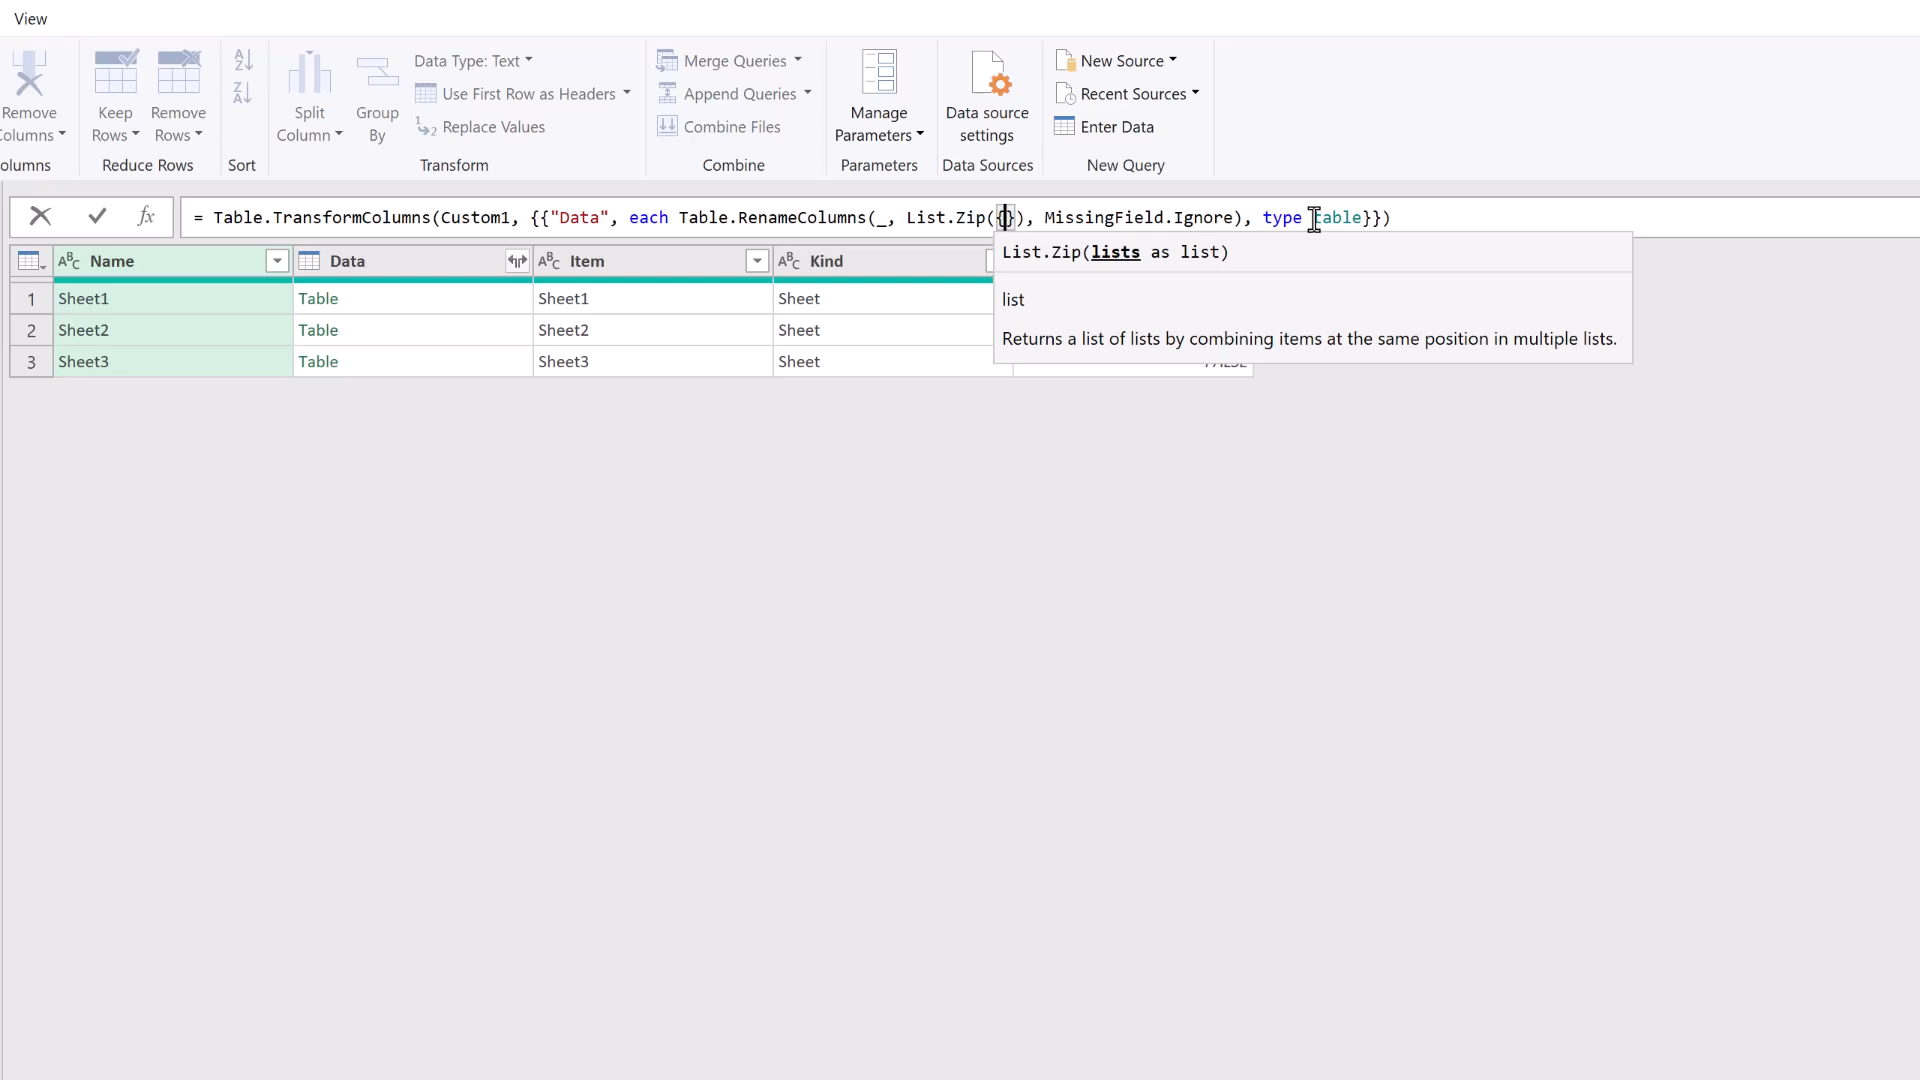 View
Remove
Columns
Keep
Rows
Remove
Rows
Split
Column
Group
By
Data Type: Text
Use First Row as Headers
Replace Values
Merge Queries
Append Queries
Combine Files
Manage
Parameters
Data source
settings
New Source
Recent Sources
Enter Data
olumns
Reduce Rows
Sort
Transform
Combine
Parameters
Data Sources
New Query
fx = Table.TransformColumns(Custom1, {{"Data", each Table.RenameColumns(_, List.Zip({}), MissingField.Ignore), type table}})
List.Zip(lists as list)
list
Returns a list of lists by combining items at the same position in multiple lists.
Name Data Item Kind
1 Sheet1 Table Sheet1 Sheet
2 Sheet2 Table Sheet2 Sheet
3 Sheet3 Table Sheet3 Sheet FALSE